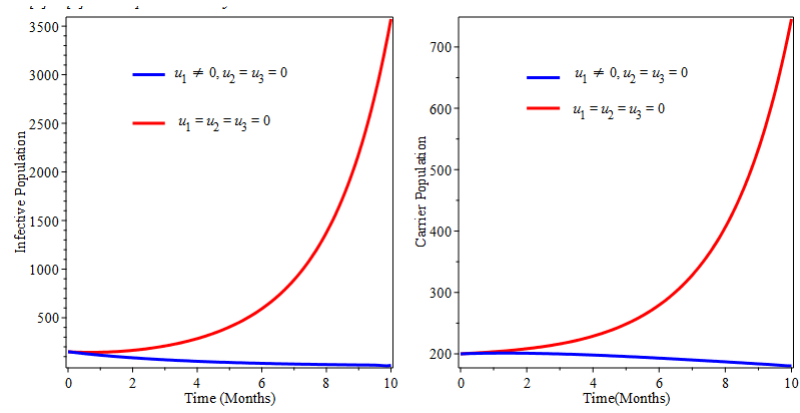 3500
3000
2500
2000
1500
1000
500
Infective Population
u1 ≠ 0, u2 = u3 = 0
u1 = u2 = u3 = 0
0 2 4 6 8 10
Time (Months)
700
600
500
400
300
200
Carrier Population
u1 ≠ 0, u2 = u3 = 0
u1 = u2 = u3 = 0
0 2 4 6 8 10
Time(Months)